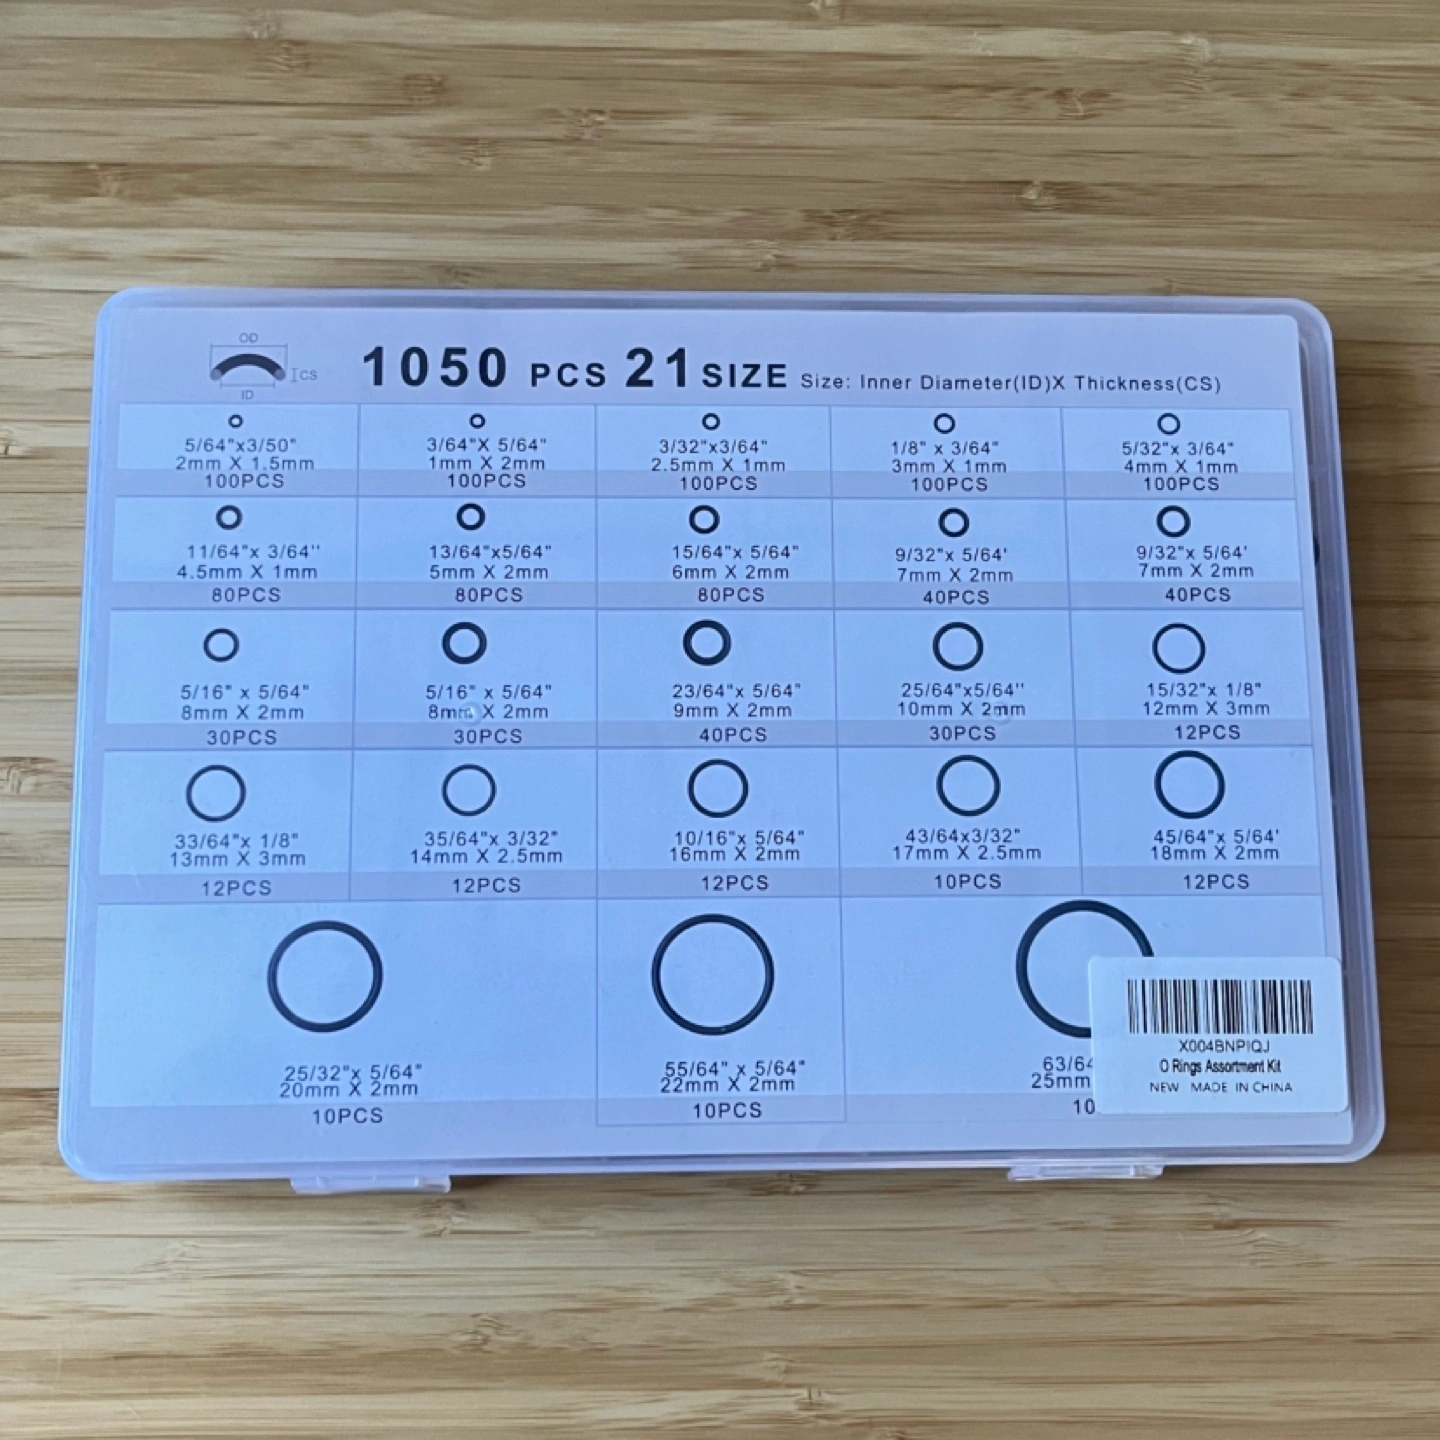 OD
CS
ID
1050 PCS 21 SIZE Size: Inner Diameter(ID)X Thickness(CS)
5/64"x3/50"
2mm X 1.5mm
100PCS
3/64"X 5/64"
1mm X 2mm
100PCS
3/32"x3/64"
2.5mm X 1mm
100PCS
1/8" x 3/64"
3mm X 1mm
100PCS
5/32"x 3/64"
4mm X 1mm
100PCS
11/64"x 3/64''
4.5mm X 1mm
80PCS
13/64"x5/64"
5mm X 2mm
80PCS
15/64"x 5/64"
6mm X 2mm
80PCS
9/32"x 5/64'
7mm X 2mm
40PCS
9/32"x 5/64'
7mm X 2mm
40PCS
5/16" x 5/64"
8mm X 2mm
30PCS
5/16" x 5/64"
8mm X 2mm
30PCS
23/64"x 5/64"
9mm X 2mm
40PCS
25/64"x5/64''
10mm X 2mm
30PCS
15/32"x 1/8"
12mm X 3mm
12PCS
33/64"x 1/8"
13mm X 3mm
12PCS
35/64"x 3/32"
14mm X 2.5mm
12PCS
10/16"x 5/64"
16mm X 2mm
12PCS
43/64x3/32"
17mm X 2.5mm
10PCS
45/64"x 5/64'
18mm X 2mm
12PCS
25/32"x 5/64"
20mm X 2mm
10PCS
55/64" x 5/64"
22mm X 2mm
10PCS
63/64
25mm
10
X004BNPIQJ
O Rings Assortment Kit
NEW MADE IN CHINA